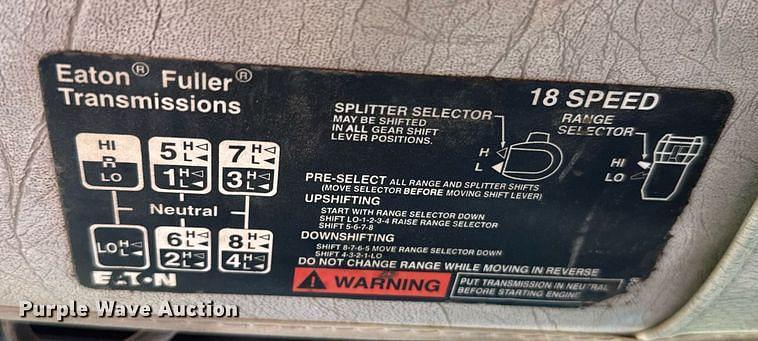 Eaton® Fuller®
Transmissions
18 SPEED
SPLITTER SELECTOR
MAY BE SHIFTED
IN ALL GEAR SHIFT
LEVER POSITIONS.
H
L
RANGE
SELECTOR
HI
LO
HI
R
LO
5 H L
1 H L
7 H L
3 H L
Neutral
LO H L
6 H L
2 H L
8 H L
4 H L
PRE-SELECT ALL RANGE AND SPLITTER SHIFTS
(MOVE SELECTOR BEFORE MOVING SHIFT LEVER)
UPSHIFTING
START WITH RANGE SELECTOR DOWN
SHIFT LO-1-2-3-4 RAISE RANGE SELECTOR
SHIFT 5-6-7-8
DOWNSHIFTING
SHIFT 8-7-6-5 MOVE RANGE SELECTOR DOWN
SHIFT 4-3-2-1-LO
DO NOT CHANGE RANGE WHILE MOVING IN REVERSE
EATON
! WARNING
PUT TRANSMISSION IN NEUTRAL
BEFORE STARTING ENGINE
Purple Wave Auction